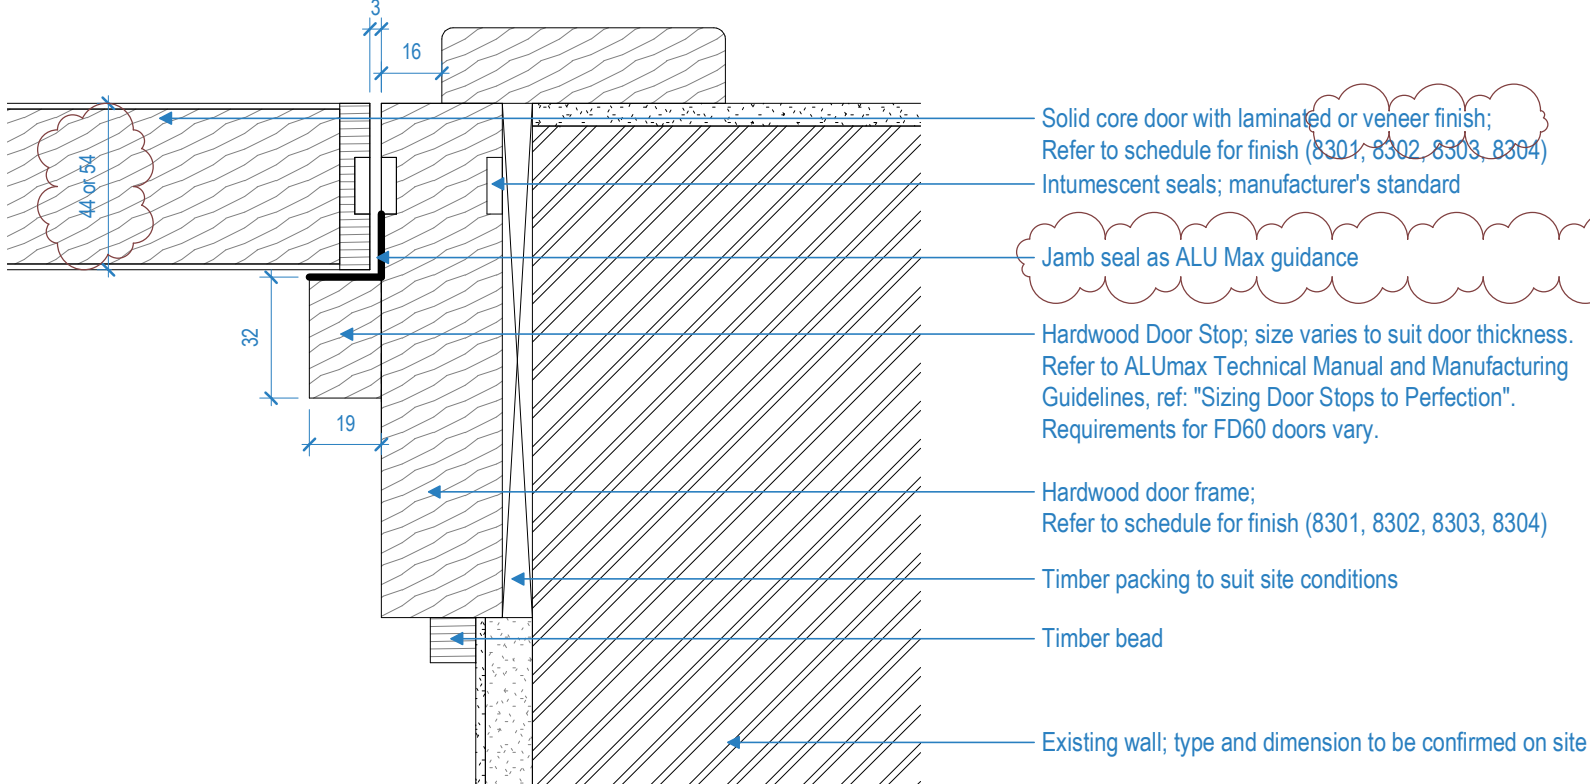 3
16
44 or 54
32
19
Solid core door with laminated or veneer finish;
Refer to schedule for finish (8301, 8302, 8303, 8304)
Intumescent seals; manufacturer's standard
Jamb seal as ALU Max guidance
Hardwood Door Stop; size varies to suit door thickness.
Refer to ALUmax Technical Manual and Manufacturing
Guidelines, ref: "Sizing Door Stops to Perfection".
Requirements for FD60 doors vary.
Hardwood door frame;
Refer to schedule for finish (8301, 8302, 8303, 8304)
Timber packing to suit site conditions
Timber bead
Existing wall; type and dimension to be confirmed on site